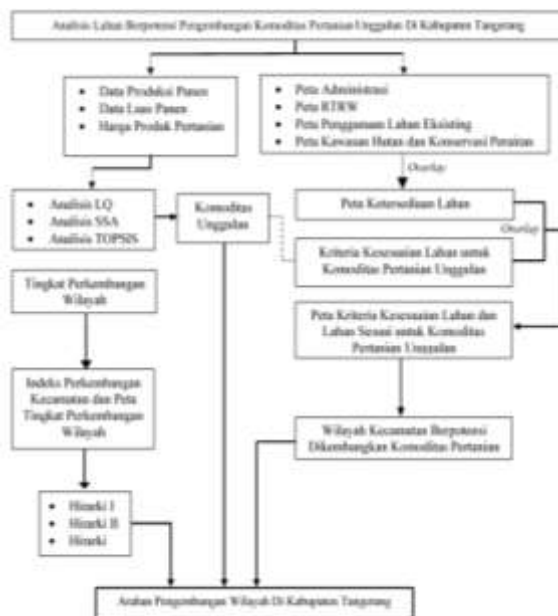 Analisis Lahan Berpotensi Pengembangan Komoditas Pertanian Unggulan Di Kabupaten Tangerang
• Data Produksi Panen
• Data Luas Panen
• Harga Produk Pertanian
• Peta Administrasi
• Peta RTRW
• Peta Penggunaan Lahan Eksisting
• Peta Kawasan Hutan dan Konservasi Perairan
Overlay
• Analisis LQ
• Analisis SSA
• Analisis TOPSIS
Komoditas
Unggulan
Peta Ketersediaan Lahan
Overlay
Kriteria Kesesuaian Lahan untuk
Komoditas Pertanian Unggulan
Tingkat Perkembangan
Wilayah
Peta Kriteria Kesesuaian Lahan dan
Lahan Sesuai untuk Komoditas
Pertanian Unggulan
Indeks Perkembangan
Kecamatan dan Peta
Tingkat Perkembangan
Wilayah
Wilayah Kecamatan Berpotensi
Dikembangkan Komoditas Pertanian
• Hirarki I
• Hirarki II
• Hirarki
Arahan Pengembangan Wilayah Di Kabupaten Tangerang